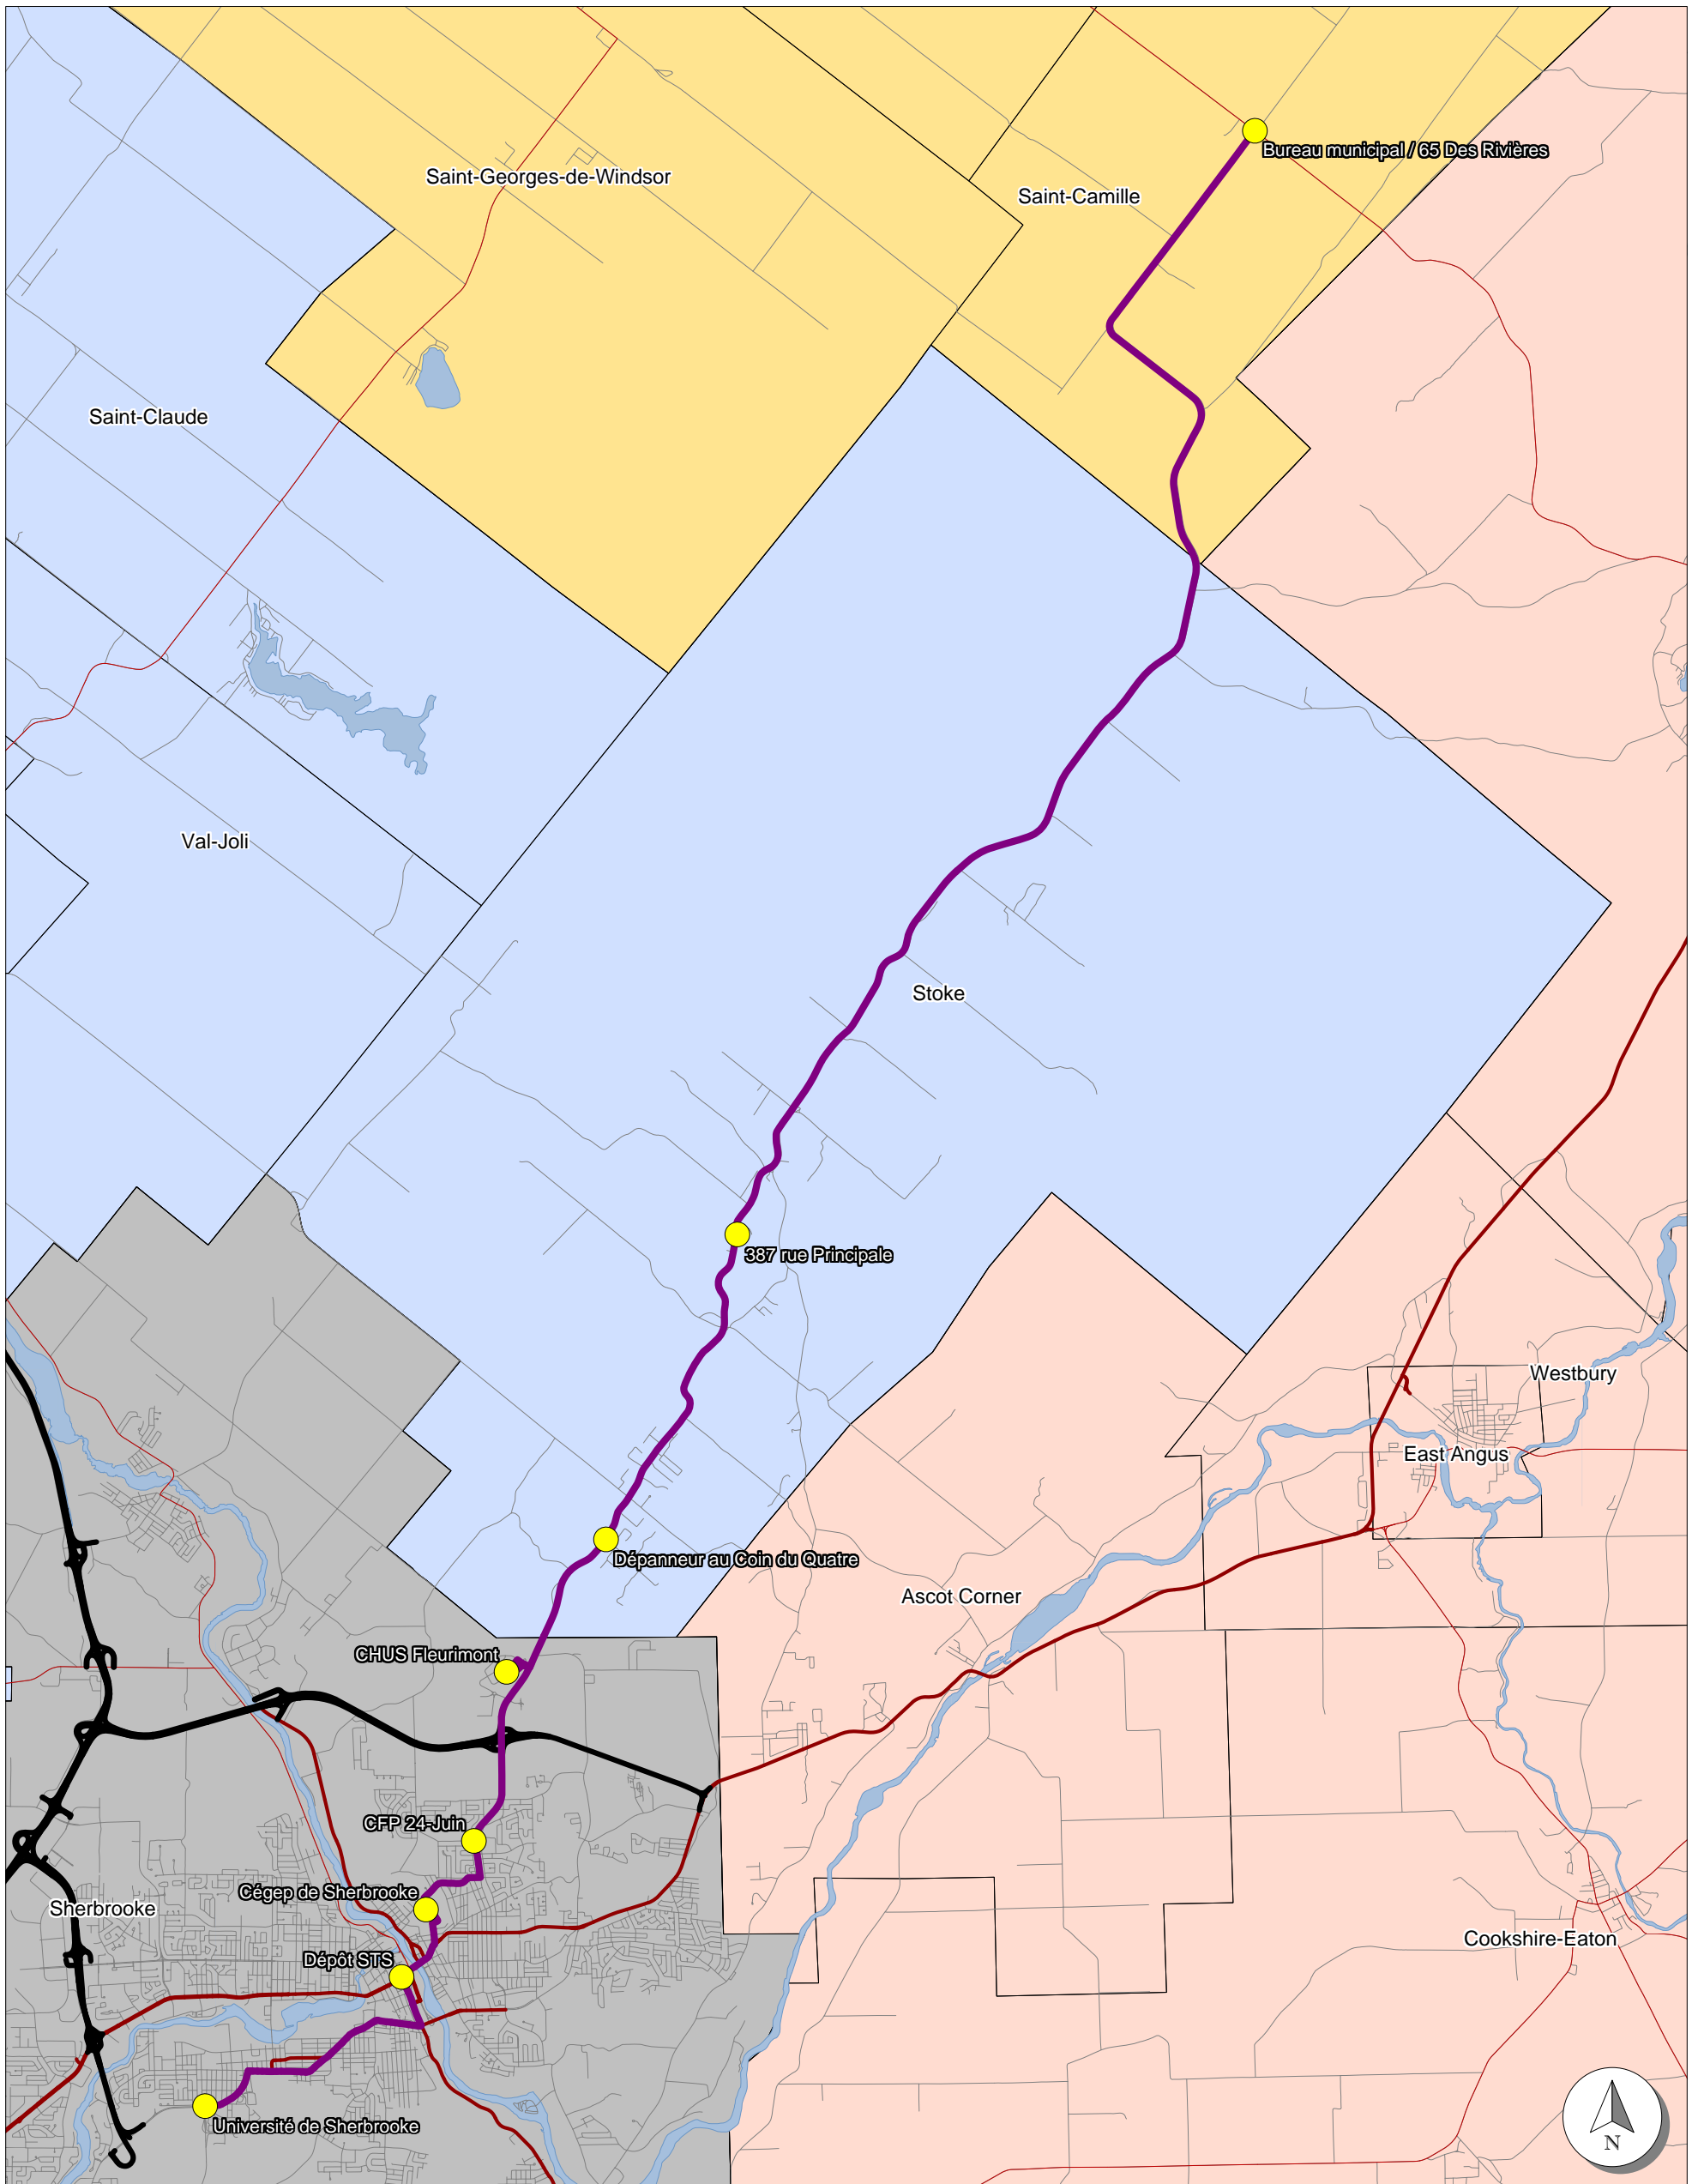 Bureau municipal / 65 Des Rivières
Saint-Georges-de-Windsor
Saint-Camille
Saint-Claude
Val-Joli
Stoke
387 rue Principale
Westbury
East Angus
Dépanneur au Coin du Quatre
Ascot Corner
CHUS Fleurimont
CFP 24-Juin
Cégep de Sherbrooke
Sherbrooke
Cookshire-Eaton
Dépôt STS
Université de Sherbrooke
N